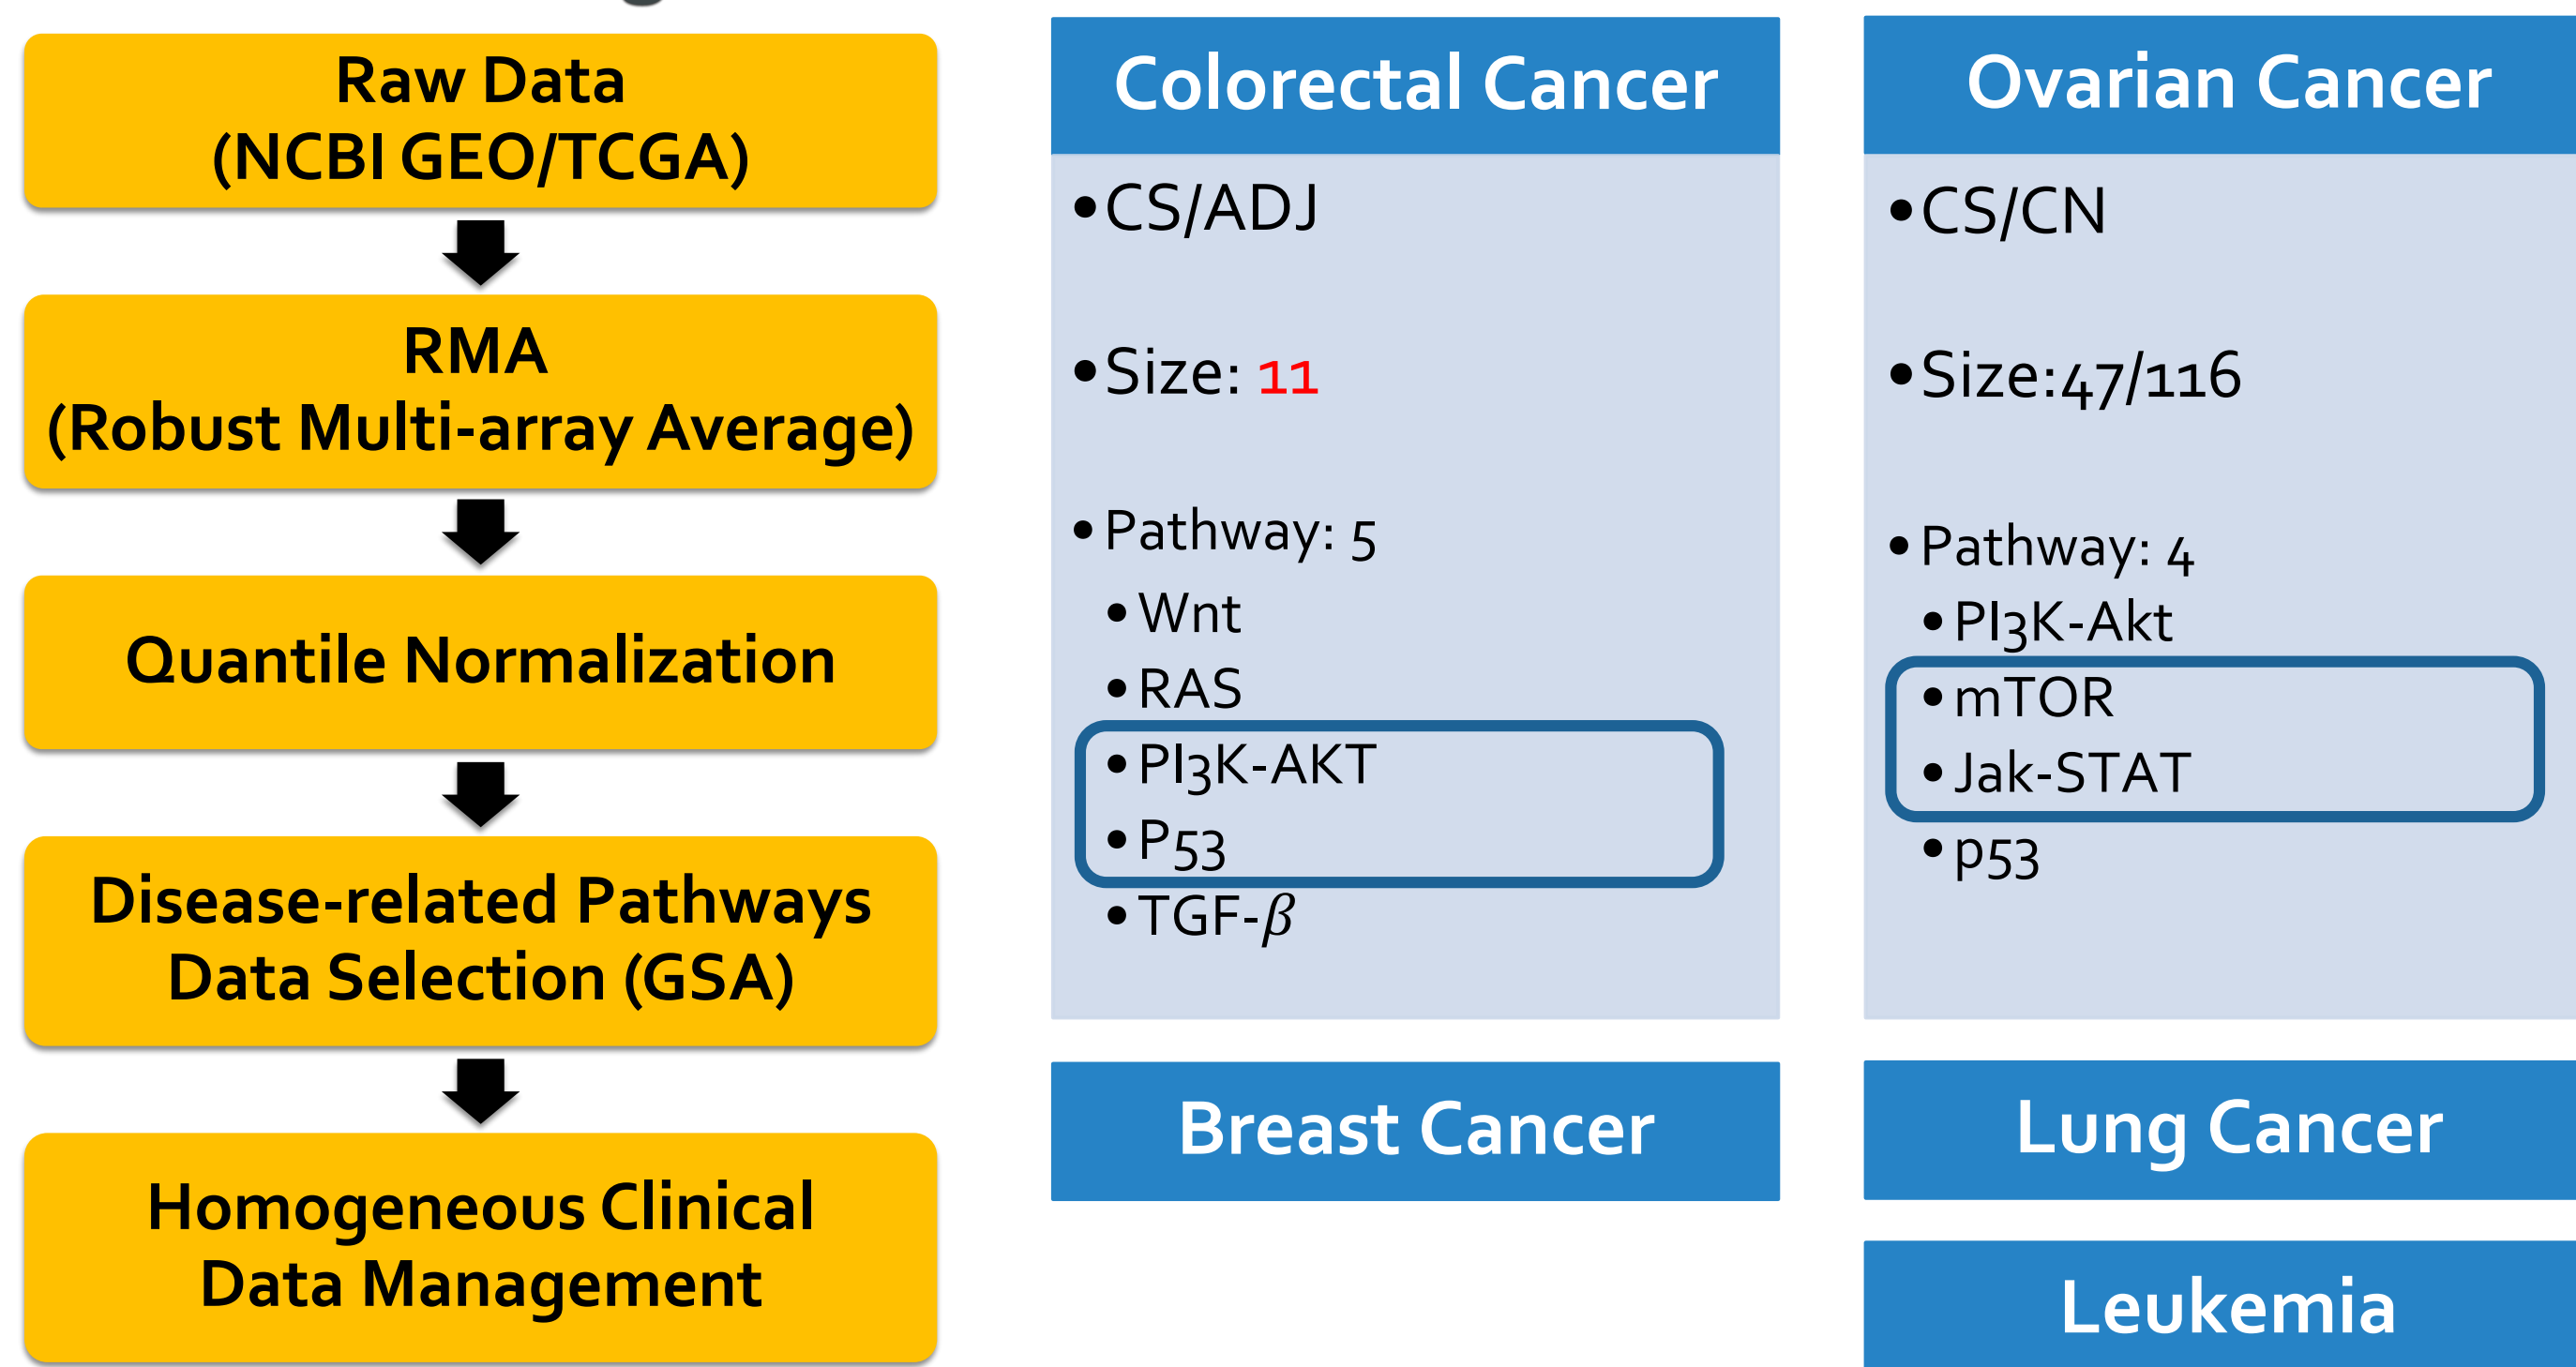 Raw Data
(NCBI GEO/TCGA)
RMA
(Robust Multi-array Average)
Quantile Normalization
Disease-related Pathways
Data Selection (GSA)
Homogeneous Clinical
Data Management
Colorectal Cancer
•CS/ADJ
•Size: 11
•Pathway: 5
•Wnt
•RAS
•PI3K-AKT
•P53
•TGF-β
Breast Cancer
Ovarian Cancer
•CS/CN
•Size:47/116
•Pathway: 4
•PI3K-Akt
•mTOR
•Jak-STAT
•p53
Lung Cancer
Leukemia